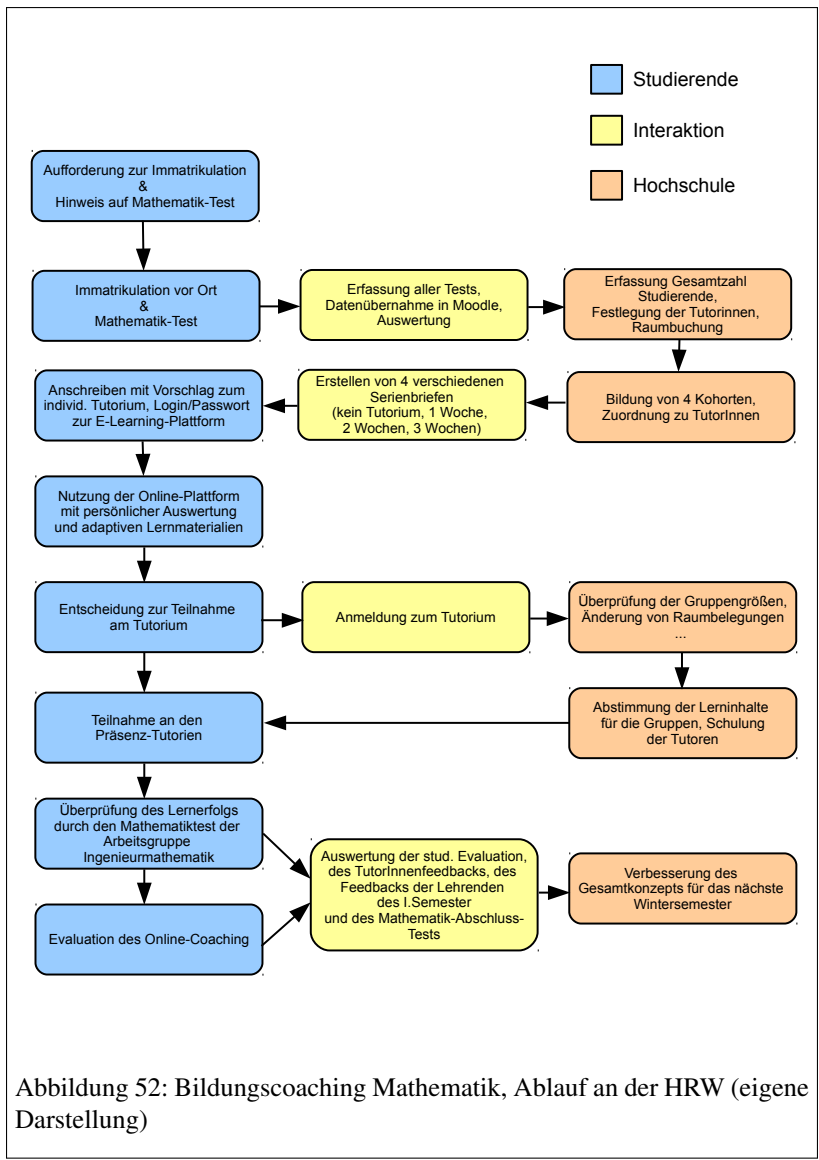 Studierende
Interaktion
Hochschule
Aufforderung zur Immatrikulation
&
Hinweis auf Mathematik-Test
Immatrikulation vor Ort
&
Mathematik-Test
Erfassung aller Tests,
Datenübernahme in Moodle,
Auswertung
Erfassung Gesamtzahl
Studierende,
Festlegung der Tutorinnen,
Raumbuchung
Anschreiben mit Vorschlag zum
individ. Tutorium, Login/Passwort
zur E-Learning-Plattform
Erstellen von 4 verschiedenen
Serienbriefen
(kein Tutorium, 1 Woche,
2 Wochen, 3 Wochen)
Bildung von 4 Kohorten,
Zuordnung zu TutorInnen
Nutzung der Online-Plattform
mit persönlicher Auswertung
und adaptiven Lernmaterialien
Entscheidung zur Teilnahme
am Tutorium
Anmeldung zum Tutorium
Überprüfung der Gruppengrößen,
Änderung von Raumbelegungen
...
Teilnahme an den
Präsenz-Tutorien
Abstimmung der Lerninhalte
für die Gruppen, Schulung
der Tutoren
Überprüfung des Lernerfolgs
durch den Mathematiktest der
Arbeitsgruppe
Ingenieurmathematik
Auswertung der stud. Evaluation,
des TutorInnenfeedbacks, des
Feedbacks der Lehrenden
des I.Semester
und des Mathematik-Abschluss-
Tests
Verbesserung des
Gesamtkonzepts für das nächste
Wintersemester
Evaluation des Online-Coaching
Abbildung 52: Bildungscoaching Mathematik, Ablauf an der HRW (eigene
Darstellung)